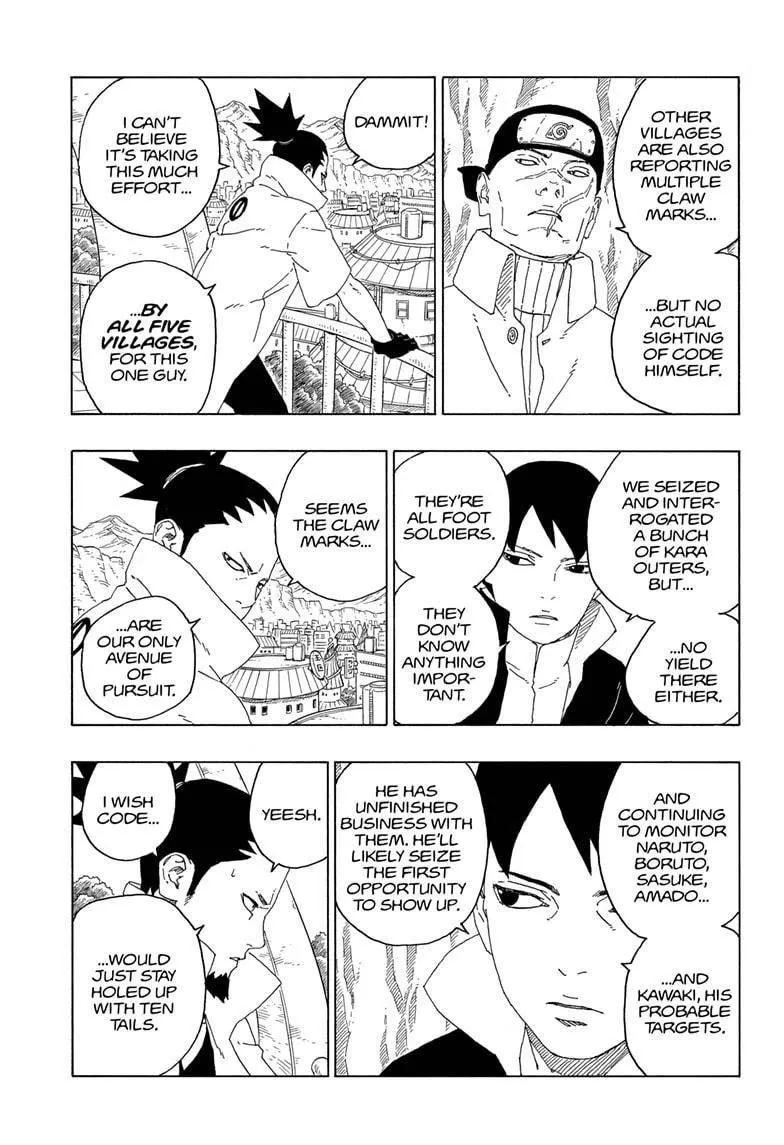 OTHER
VILLAGES
ARE ALSO
REPORTING
MULTIPLE
CLAW
MARKS...
...BUT NO
ACTUAL
SIGHTING
OF CODE
HIMSELF.
DAMMIT!
I CAN'T
BELIEVE
IT'S TAKING
THIS MUCH
EFFORT...
...BY
ALL FIVE
VILLAGES,
FOR THIS
ONE GUY.
WE SEIZED
AND INTER-
ROGATED
A BUNCH
OF KARA
OUTERS,
BUT...
...NO
YIELD
THERE
EITHER.
THEY'RE
ALL FOOT
SOLDIERS.
THEY
DON'T
KNOW
ANYTHING
IMPOR-
TANT.
SEEMS
THE CLAW
MARKS...
...ARE
OUR ONLY
AVENUE
OF
PURSUIT.
AND
CONTINUING
TO MONITOR
NARUTO,
BORUTO,
SASUKE,
AMADO...
...AND
KAWAKI, HIS
PROBABLE
TARGETS.
HE HAS
UNFINISHED
BUSINESS WITH
THEM. HE'LL
LIKELY SEIZE
THE FIRST
OPPORTUNITY
TO SHOW UP.
YEESH.
I WISH
CODE...
...WOULD
JUST STAY
HOLED UP
WITH TEN
TAILS.